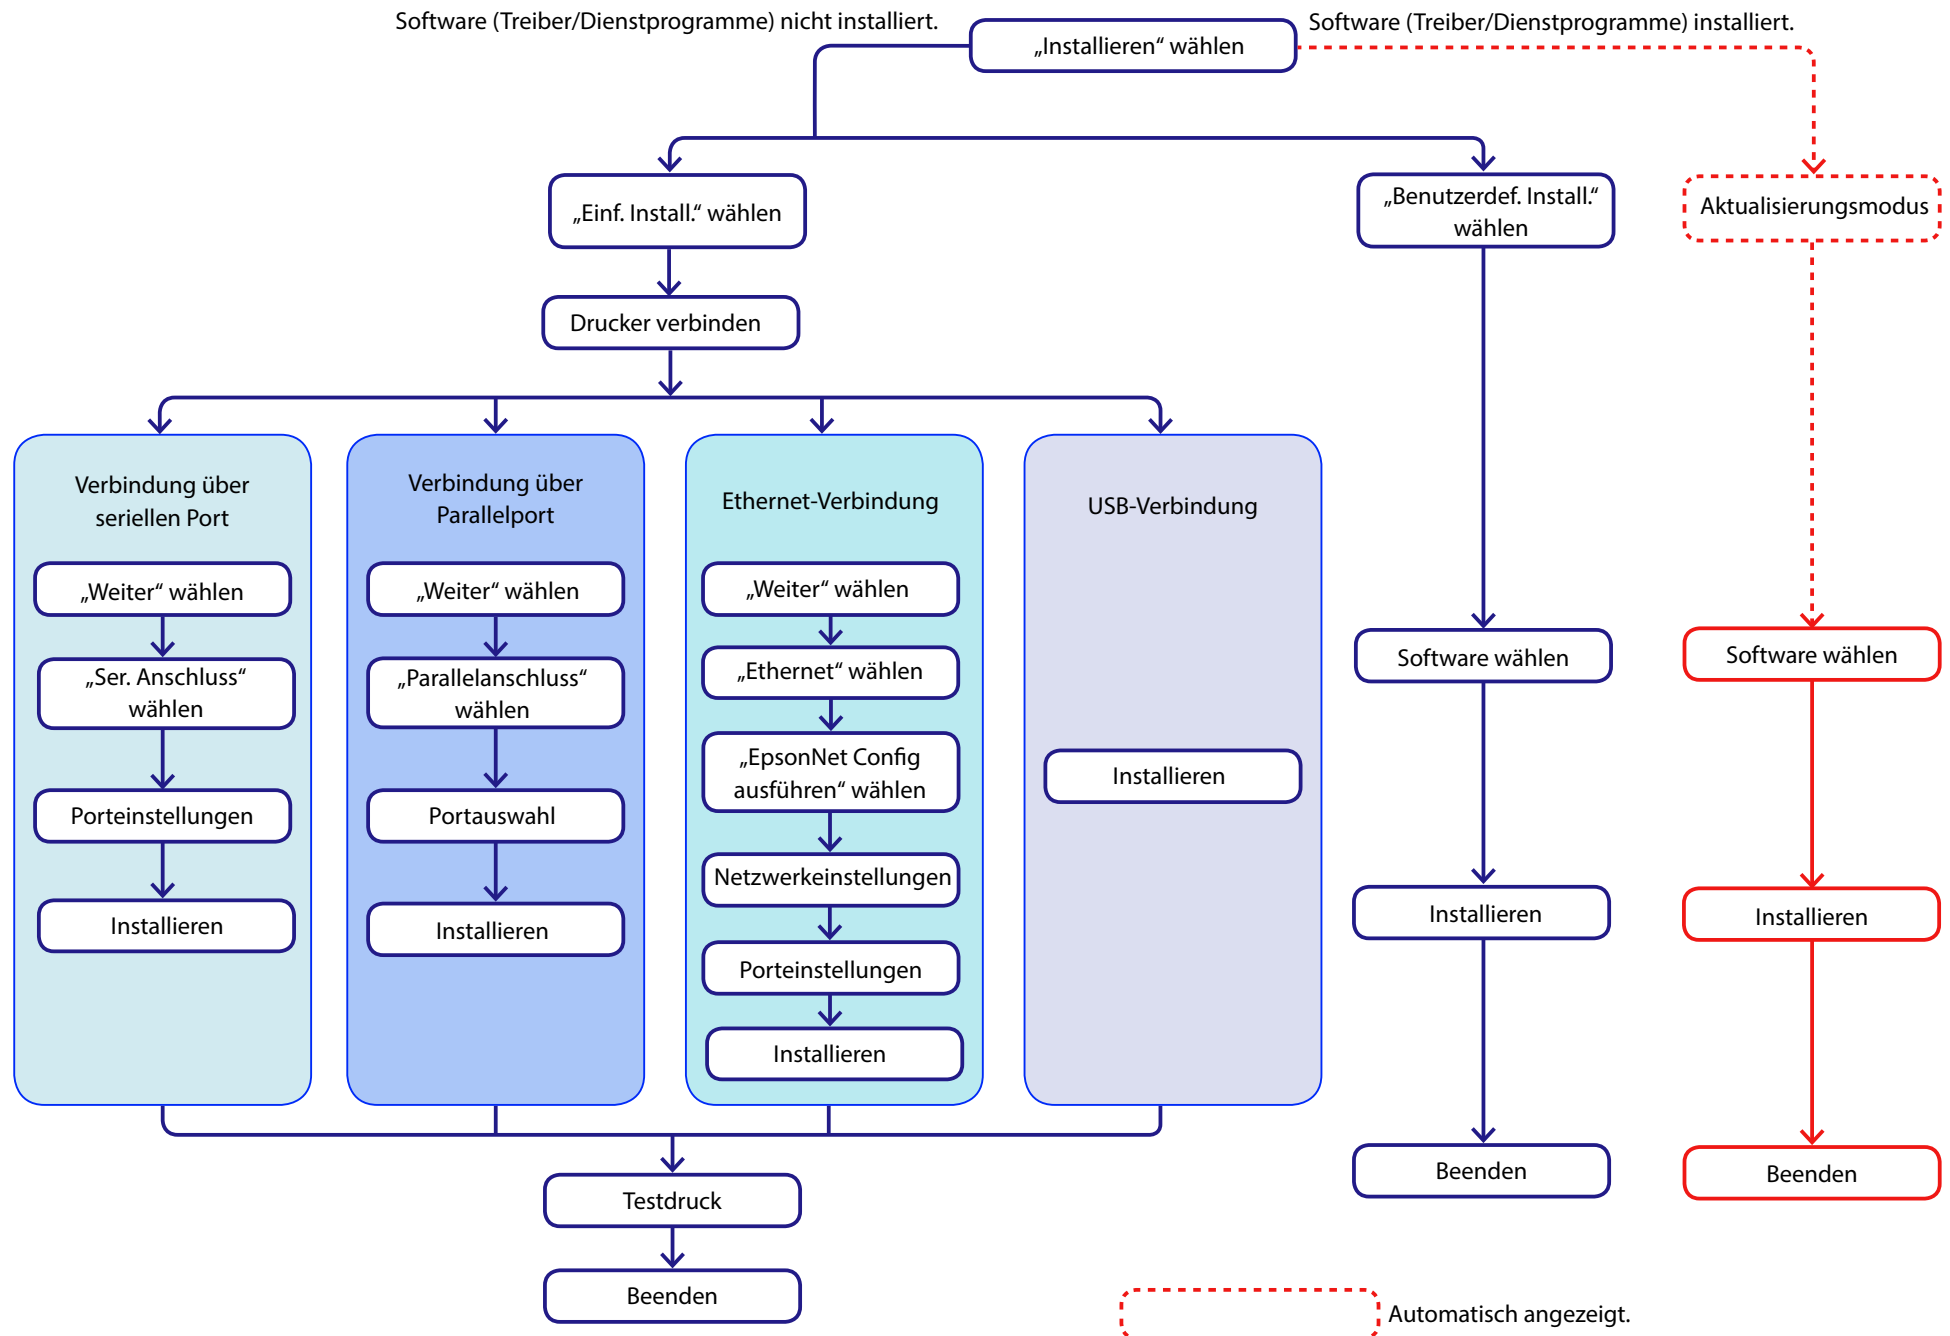 Software (Treiber/Dienstprogramme) nicht installiert.
„Installieren“ wählen
Software (Treiber/Dienstprogramme) installiert.
„Einf. Install.“ wählen
„Benutzerdef. Install.“
wählen
Aktualisierungsmodus
Drucker verbinden
Verbindung über
seriellen Port
„Weiter“ wählen
„Ser. Anschluss“
wählen
Porteinstellungen
Installieren
Verbindung über
Parallelport
„Weiter“ wählen
„Parallelanschluss“
wählen
Portauswahl
Installieren
Ethernet-Verbindung
„Weiter“ wählen
„Ethernet“ wählen
„EpsonNet Config
ausführen“ wählen
Netzwerkeinstellungen
Porteinstellungen
Installieren
USB-Verbindung
Installieren
Software wählen
Installieren
Beenden
Software wählen
Installieren
Beenden
Testdruck
Beenden
Automatisch angezeigt.